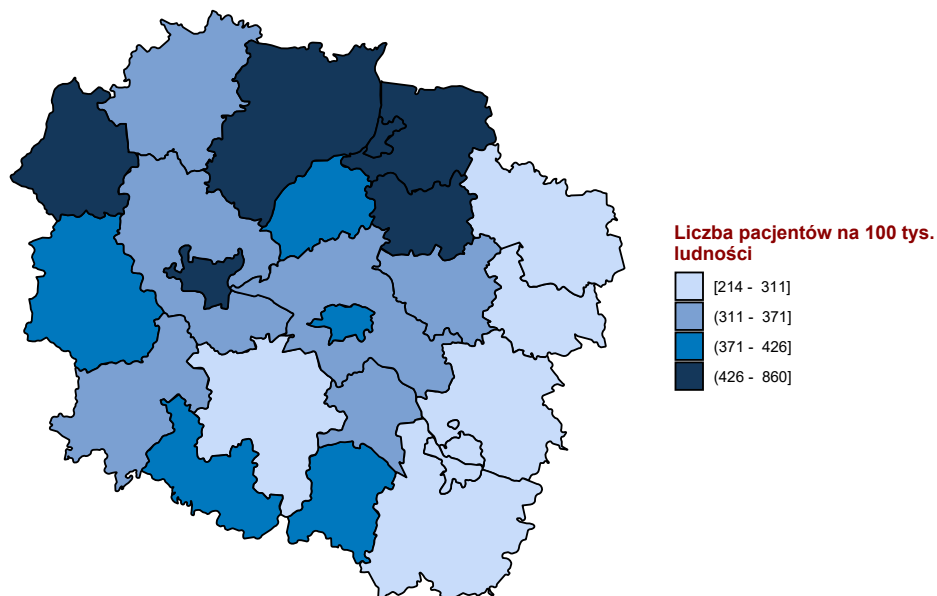 Liczba pacjentów na 100 tys.
ludności
[214 - 311]
(311 - 371]
(371 - 426]
(426 - 860]